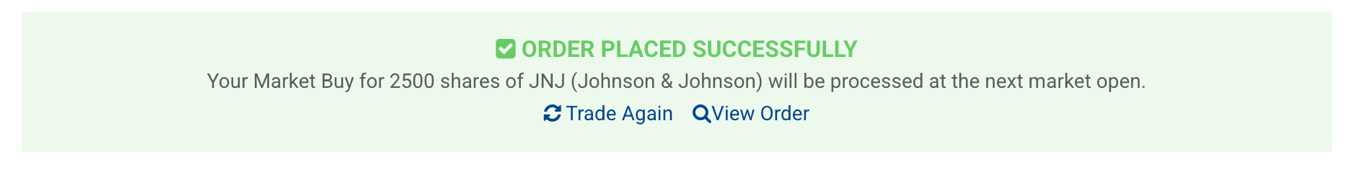 ORDER PLACED SUCCESSFULLY
Your Market Buy for 2500 shares of JNJ (Johnson & Johnson) will be processed at the next market open.
Trade Again View Order